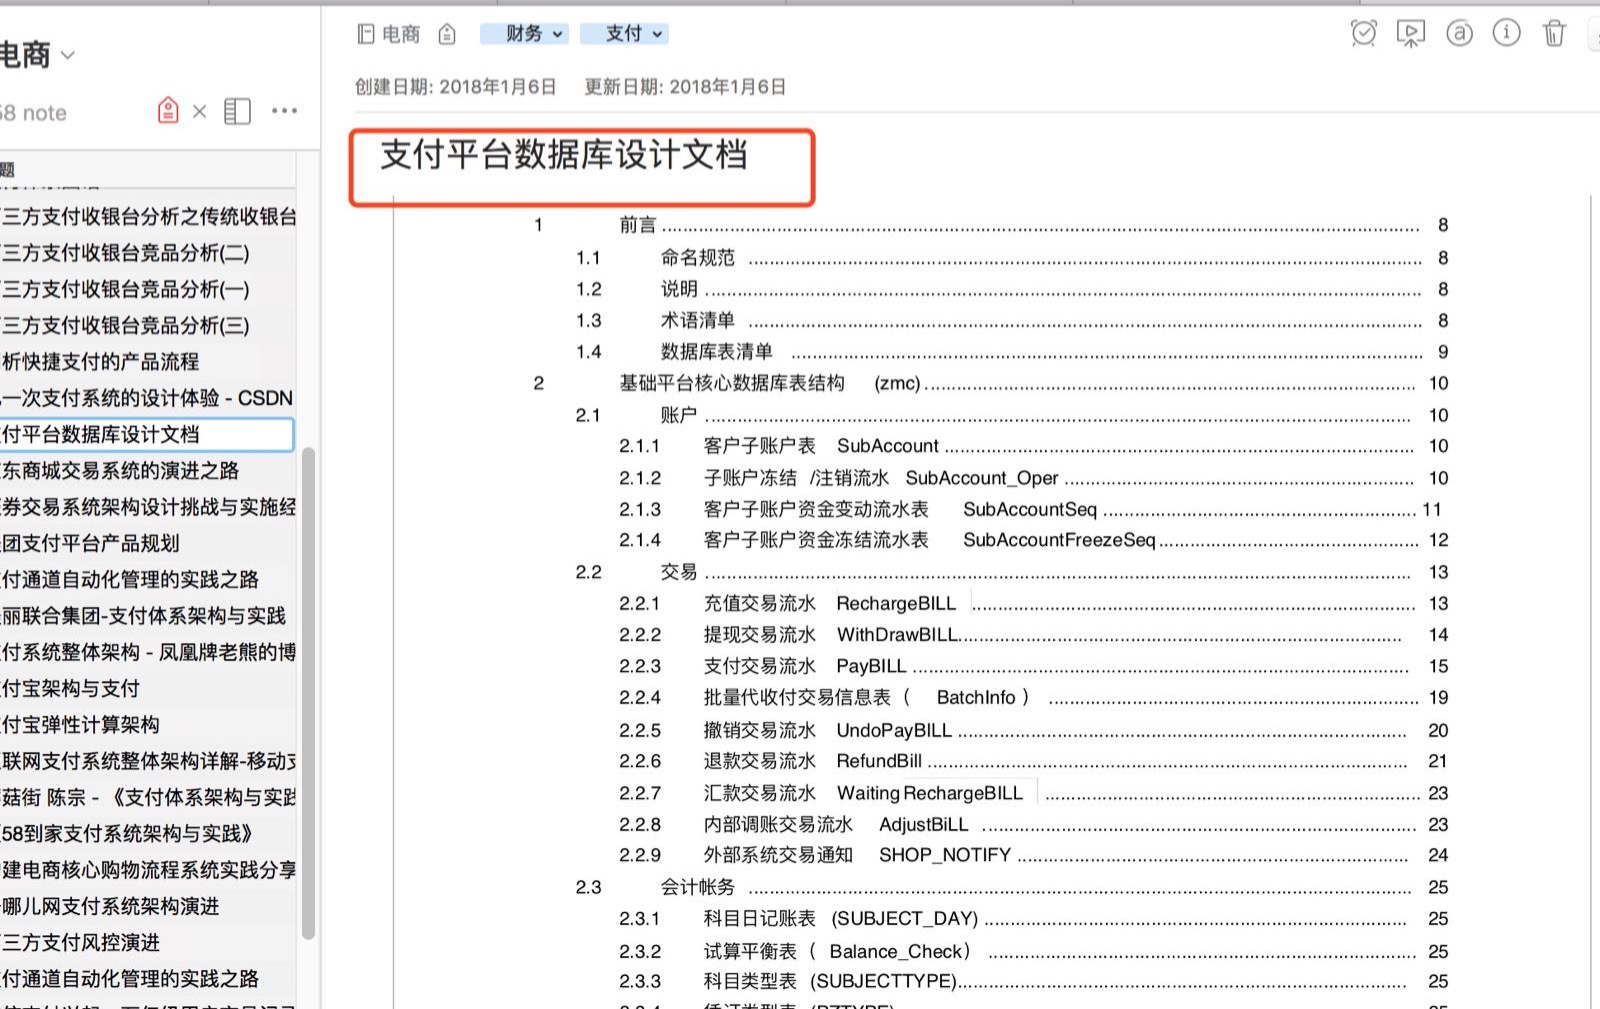 电商
68 note
题
三方支付收银台分析之传统收银台
三方支付收银台竞品分析(二)
三方支付收银台竞品分析(一)
三方支付收银台竞品分析(三)
析快捷支付的产品流程
一次支付系统的设计体验 - CSDN
付平台数据库设计文档
东商城交易系统的演进之路
券交易系统架构设计挑战与实施经
团支付平台产品规划
付通道自动化管理的实践之路
丽联合集团-支付体系架构与实践
付系统整体架构 - 凤凰牌老熊的博
付宝架构与支付
付宝弹性计算架构
联网支付系统整体架构详解-移动支
菇街 陈宗 - 《支付体系架构与实践
58到家支付系统架构与实践》
建电商核心购物流程系统实践分享
哪儿网支付系统架构演进
三方支付风控演进
付通道自动化管理的实践之路
电商 财务 支付
创建日期: 2018年1月6日 更新日期: 2018年1月6日
支付平台数据库设计文档
1 前言 8
1.1 命名规范 8
1.2 说明 8
1.3 术语清单 8
1.4 数据库表清单 9
2 基础平台核心数据库表结构 (zmc) 10
2.1 账户 10
2.1.1 客户子账户表 SubAccount 10
2.1.2 子账户冻结 /注销流水 SubAccount_Oper 10
2.1.3 客户子账户资金变动流水表 SubAccountSeq 11
2.1.4 客户子账户资金冻结流水表 SubAccountFreezeSeq 12
2.2 交易 13
2.2.1 充值交易流水 RechargeBILL 13
2.2.2 提现交易流水 WithDrawBILL 14
2.2.3 支付交易流水 PayBILL 15
2.2.4 批量代收付交易信息表( BatchInfo ) 19
2.2.5 撤销交易流水 UndoPayBILL 20
2.2.6 退款交易流水 RefundBill 21
2.2.7 汇款交易流水 Waiting RechargeBILL 23
2.2.8 内部调账交易流水 AdjustBiLL 23
2.2.9 外部系统交易通知 SHOP_NOTIFY 24
2.3 会计帐务 25
2.3.1 科目日记账表 (SUBJECT_DAY) 25
2.3.2 试算平衡表( Balance_Check) 25
2.3.3 科目类型表 (SUBJECTTYPE) 25